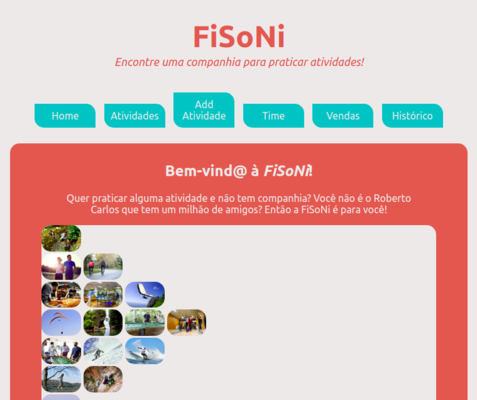 FiSoNi
Encontre uma companhia para praticar atividades!
Home
Atividades
Add
Atividade
Time
Vendas
Histórico
Bem-vind@ à FiSoNi!
Quer praticar alguma atividade e não tem companhia? Você não é o Roberto
Carlos que tem um milhão de amigos? Então a FiSoNi é para você!